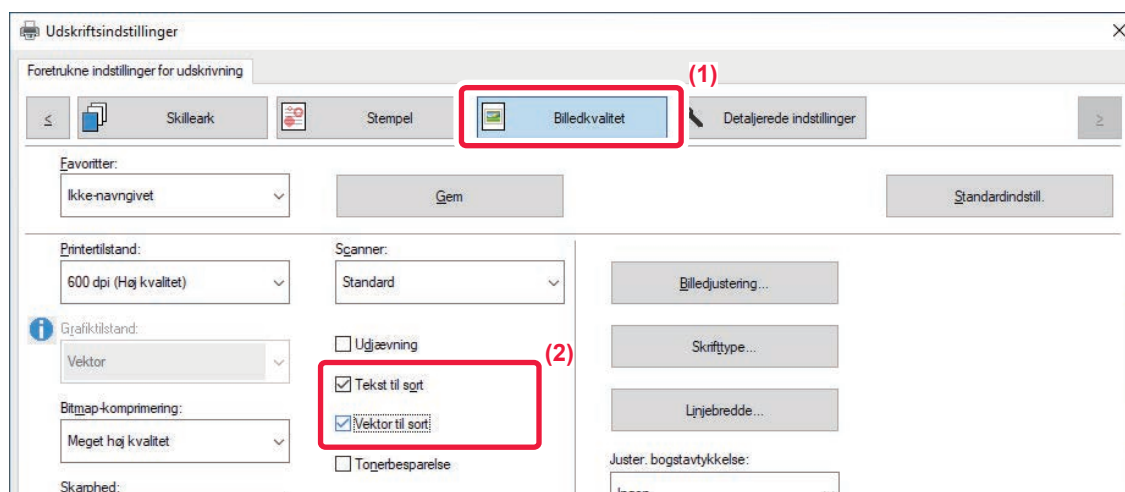 Udskriftsindstillinger
Foretrukne indstillinger for udskrivning
(1)
< Skilleark Stempel Billedkvalitet Detaljerede indstillinger >
Favoritter:
Ikke-navngivet Gem Standardindstill.
Printertilstand: Scanner:
600 dpi (Høj kvalitet) Standard Billedjustering...
Grafiktilstand:
Vektor Udjævning Skrifttype...
(2)
Tekst til sort
Bitmap-komprimering: Vektor til sort Linjebredde...
Meget høj kvalitet
Tonerbesparelse Juster. bogstavtykkelse:
Skarphed: Ingen